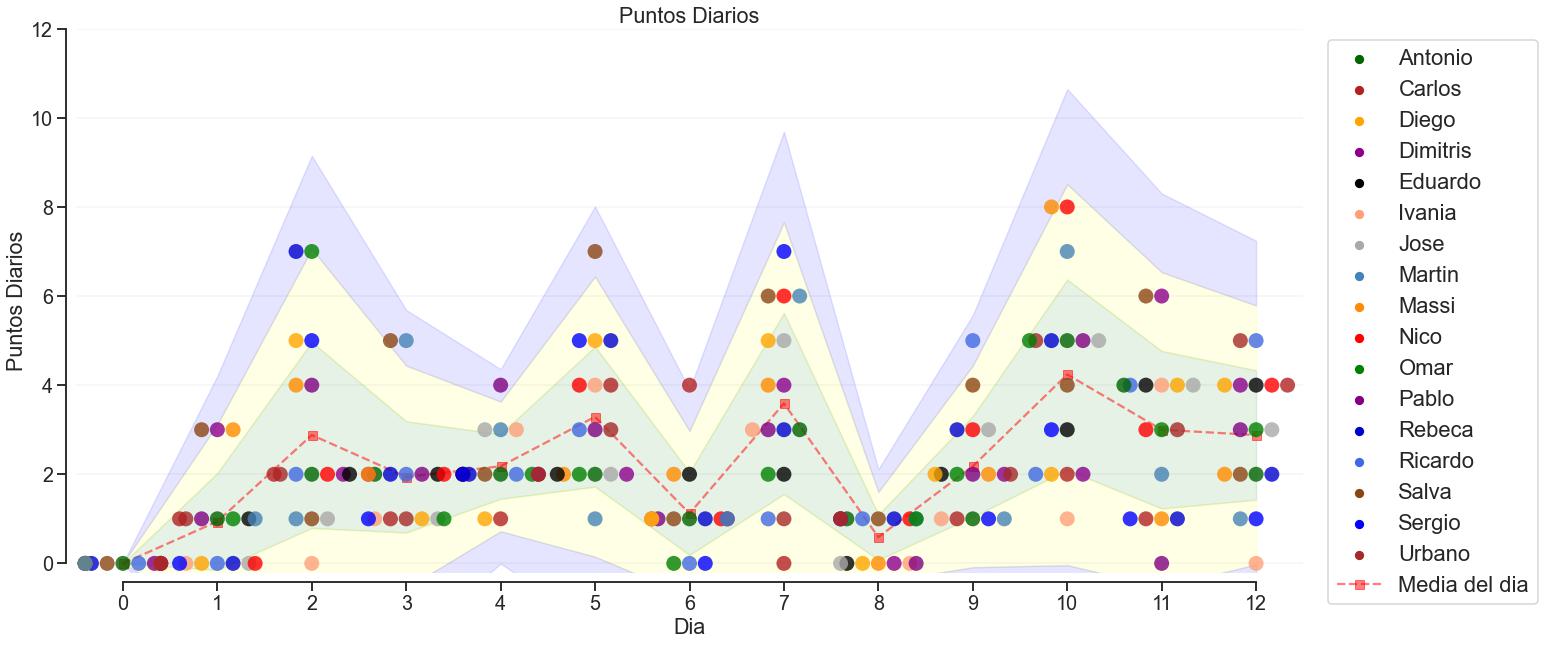 Puntos Diarios
Puntos Diarios
12
10
8
6
4
2
0
0 1 2 3 4 5 6 7 8 9 10 11 12
Dia
Antonio
Carlos
Diego
Dimitris
Eduardo
Ivania
Jose
Martin
Massi
Nico
Omar
Pablo
Rebeca
Ricardo
Salva
Sergio
Urbano
Media del dia